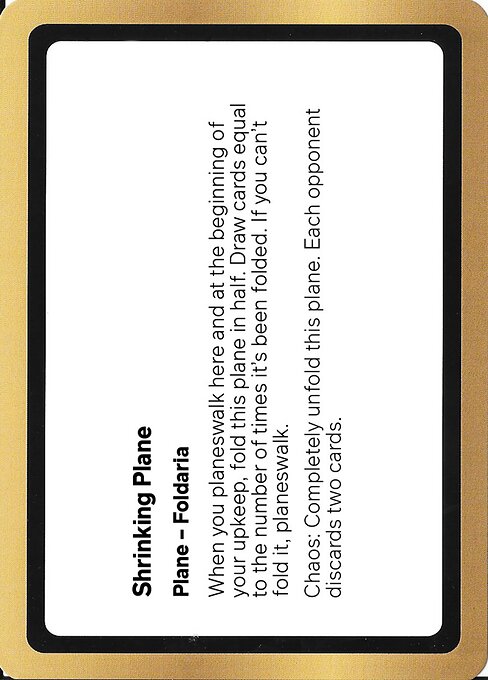 Shrinking Plane
Plane – Foldaria
When you planeswalk here and at the beginning of
your upkeep, fold this plane in half. Draw cards equal
to the number of times it's been folded. If you can't
fold it, planeswalk.
Chaos: Completely unfold this plane. Each opponent
discards two cards.